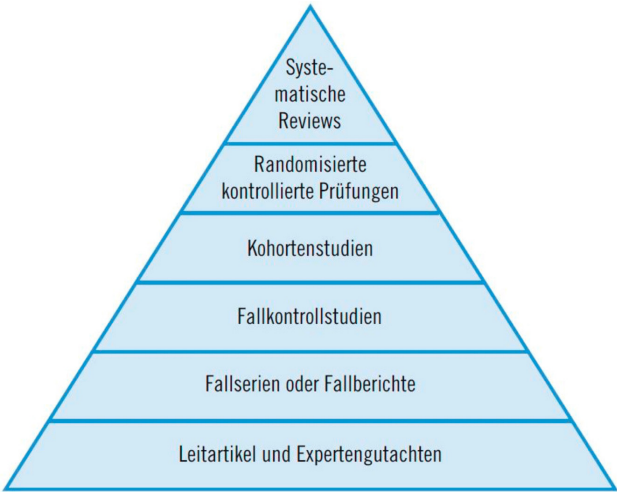 Syste-
matische
Reviews
Randomisierte
kontrollierte Prüfungen
Kohortenstudien
Fallkontrollstudien
Fallserien oder Fallberichte
Leitartikel und Expertengutachten